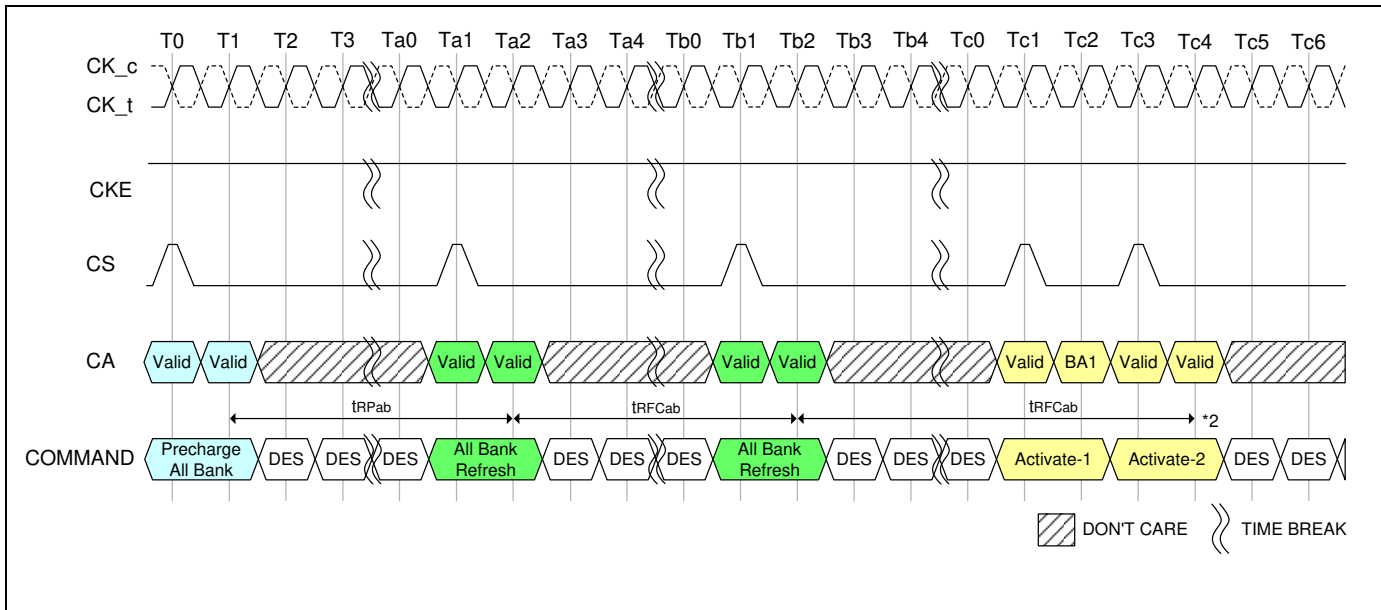 T0 T1 T2 T3 Ta0 Ta1 Ta2 Ta3 Ta4 Tb0 Tb1 Tb2 Tb3 Tb4 Tc0 Tc1 Tc2 Tc3 Tc4 Tc5 Tc6
CK_c
CK_t
CKE
CS
CA Valid Valid Valid Valid Valid Valid Valid BA1 Valid Valid
tRPab tRFCab tRFCab *2
COMMAND Precharge All Bank DES DES DES All Bank Refresh DES DES DES All Bank Refresh DES DES DES Activate-1 Activate-2 DES DES
DON'T CARE TIME BREAK